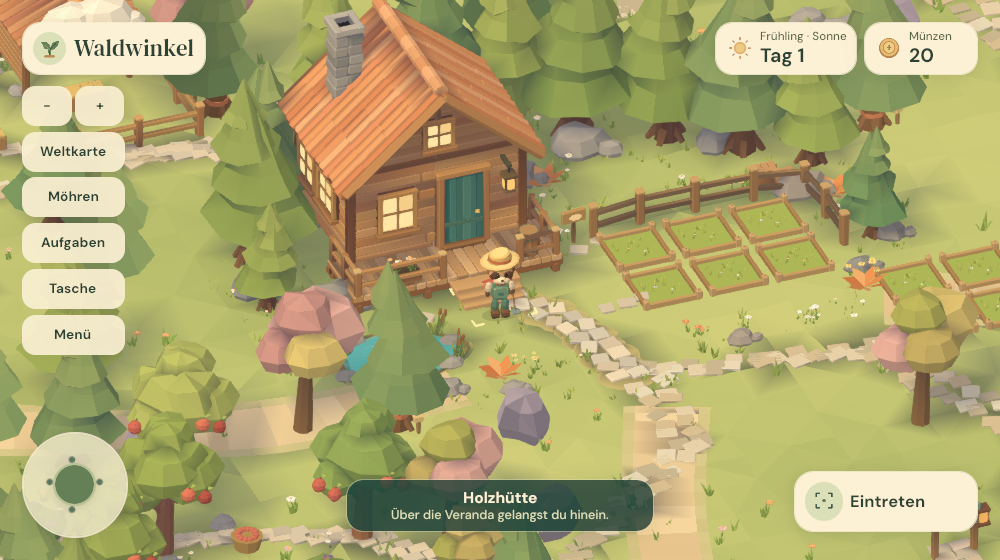 Waldwinkel
Frühling · Sonne
Tag 1
Münzen
20
− +
Weltkarte
Möhren
Aufgaben
Tasche
Menü
Holzhütte
Über die Veranda gelangst du hinein.
Eintreten